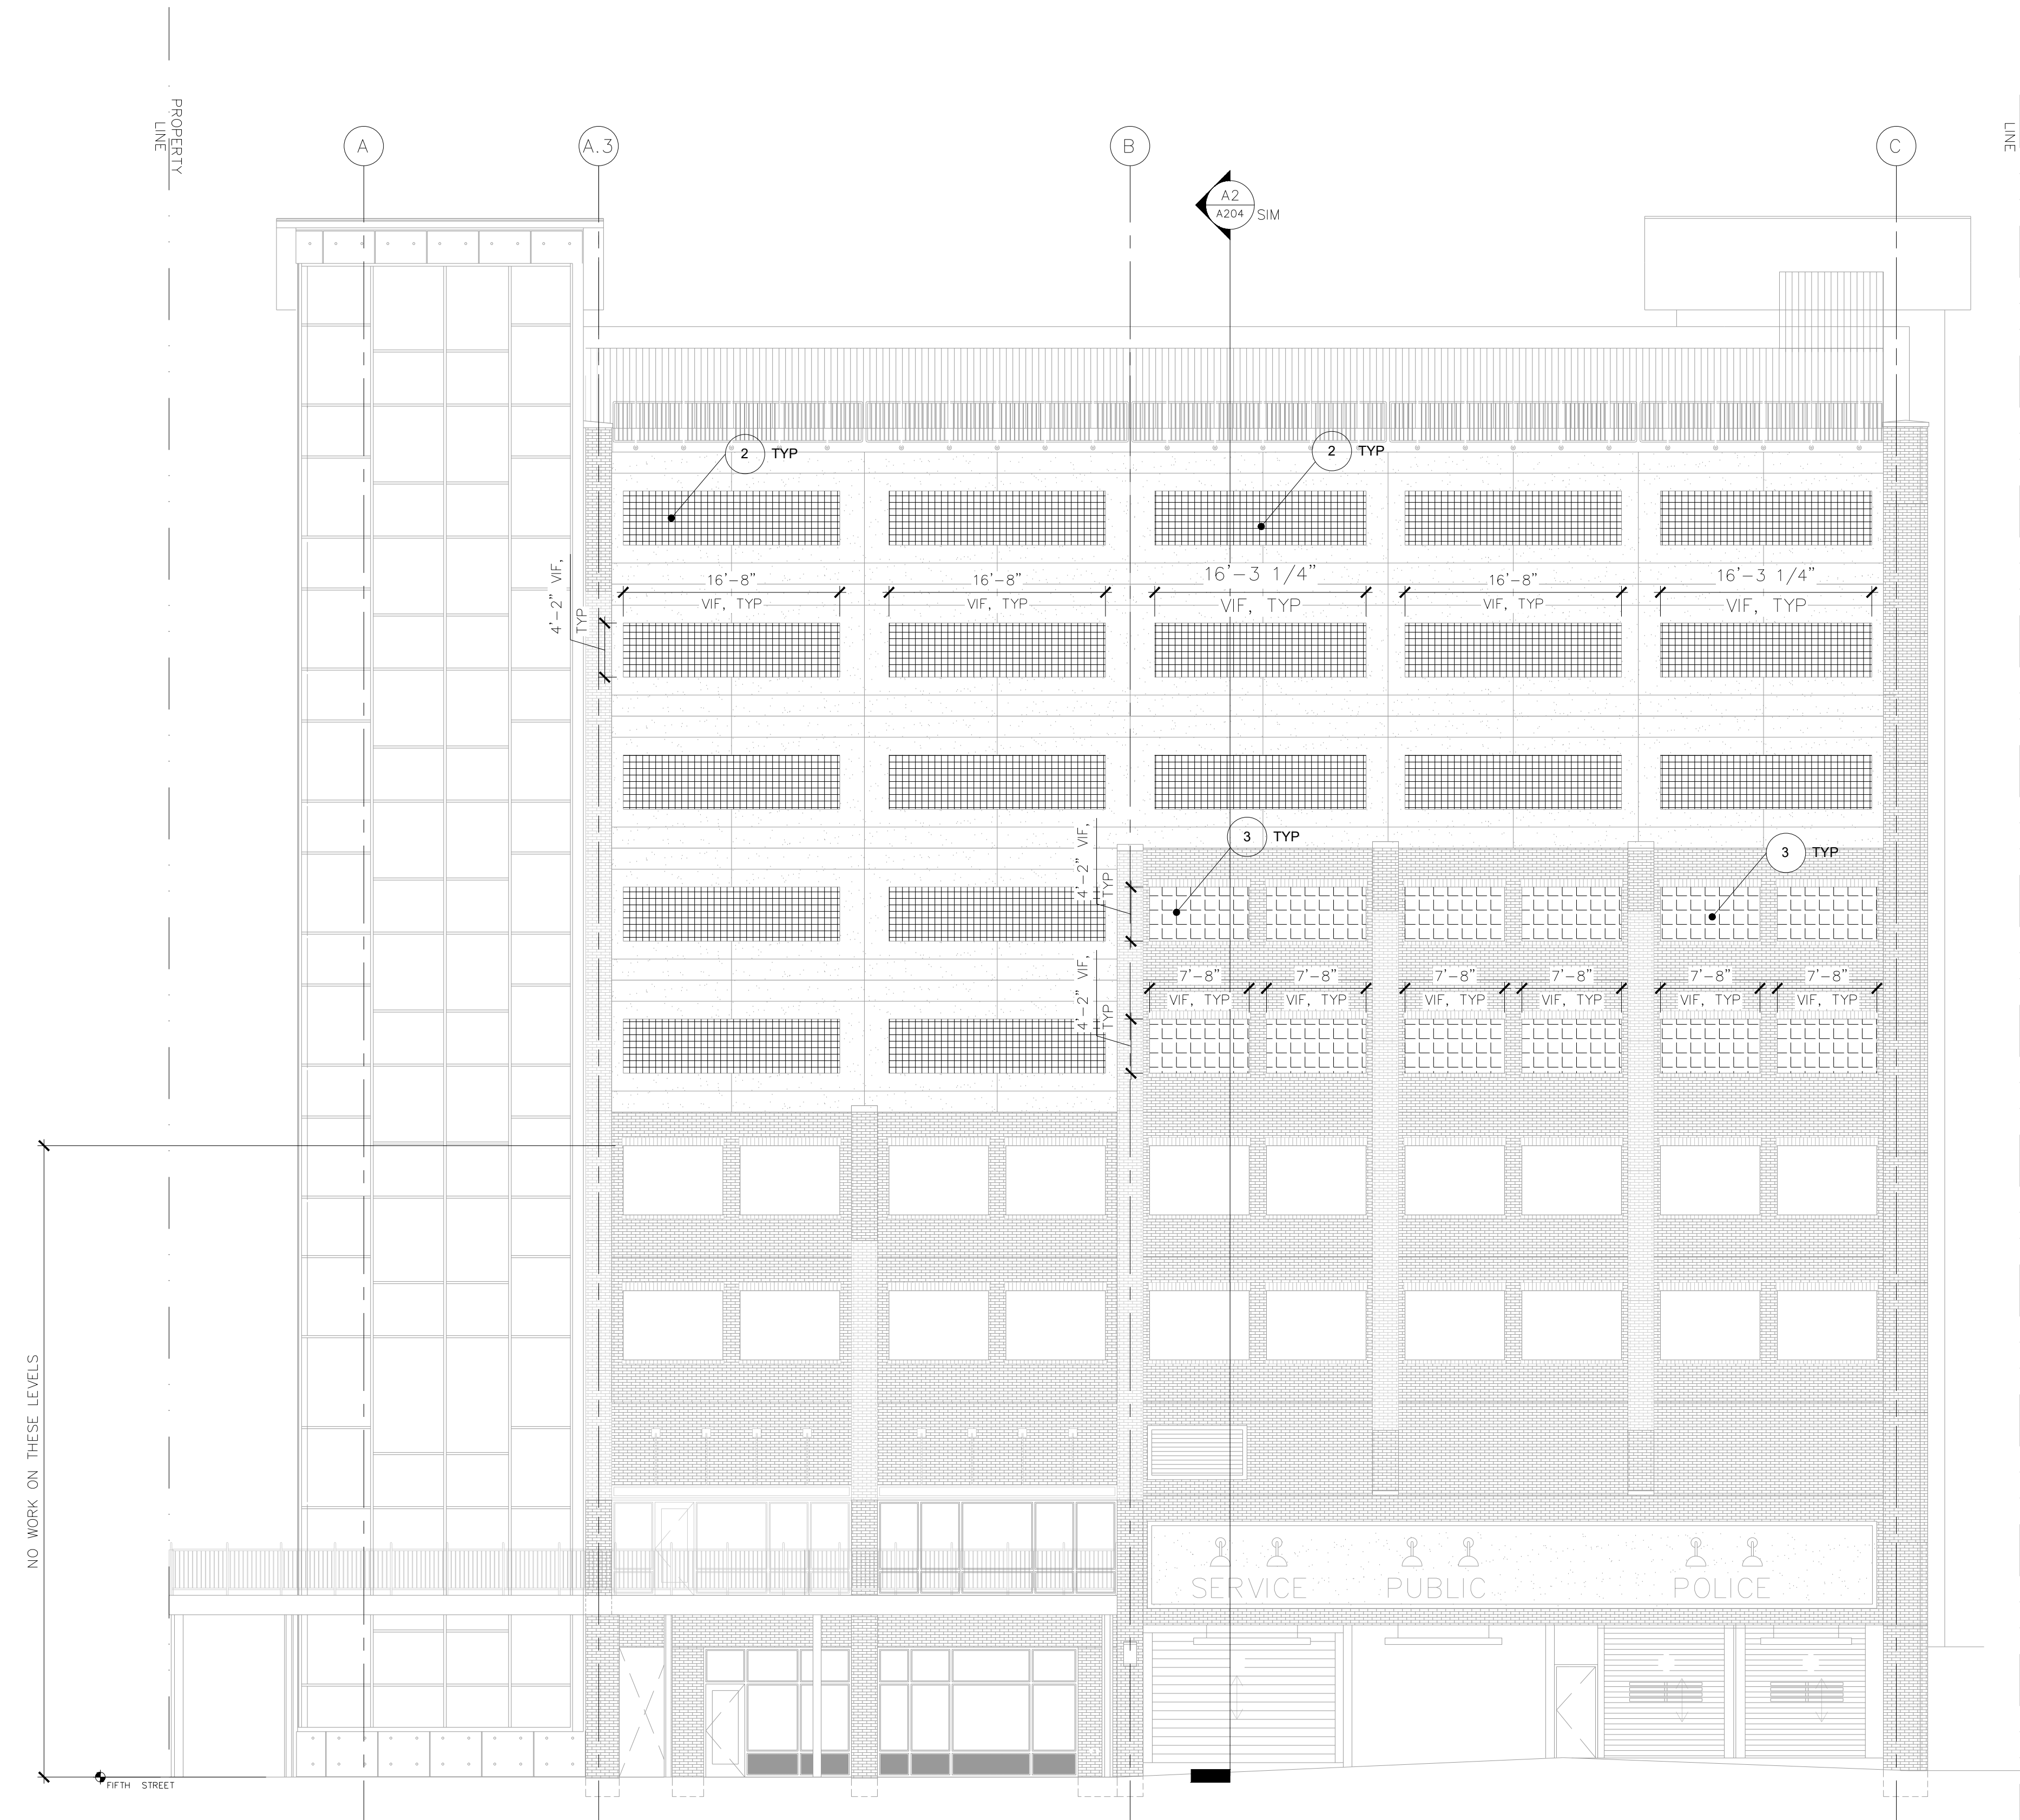 PROPERTY
LINE
LINE
A
A.3
B
C
A2
A204
SIM
2 TYP
2 TYP
16'-8"
VIF, TYP
16'-8"
VIF, TYP
16'-3 1/4"
VIF, TYP
16'-8"
VIF, TYP
16'-3 1/4"
VIF, TYP
4'-2" VIF,
TYP
3 TYP
3 TYP
4'-2" VIF,
TYP
7'-8"
VIF, TYP
7'-8"
VIF, TYP
7'-8"
VIF, TYP
7'-8"
VIF, TYP
7'-8"
VIF, TYP
7'-8"
VIF, TYP
4'-2" VIF,
TYP
NO WORK ON THESE LEVELS
SERVICE PUBLIC POLICE
FIFTH STREET